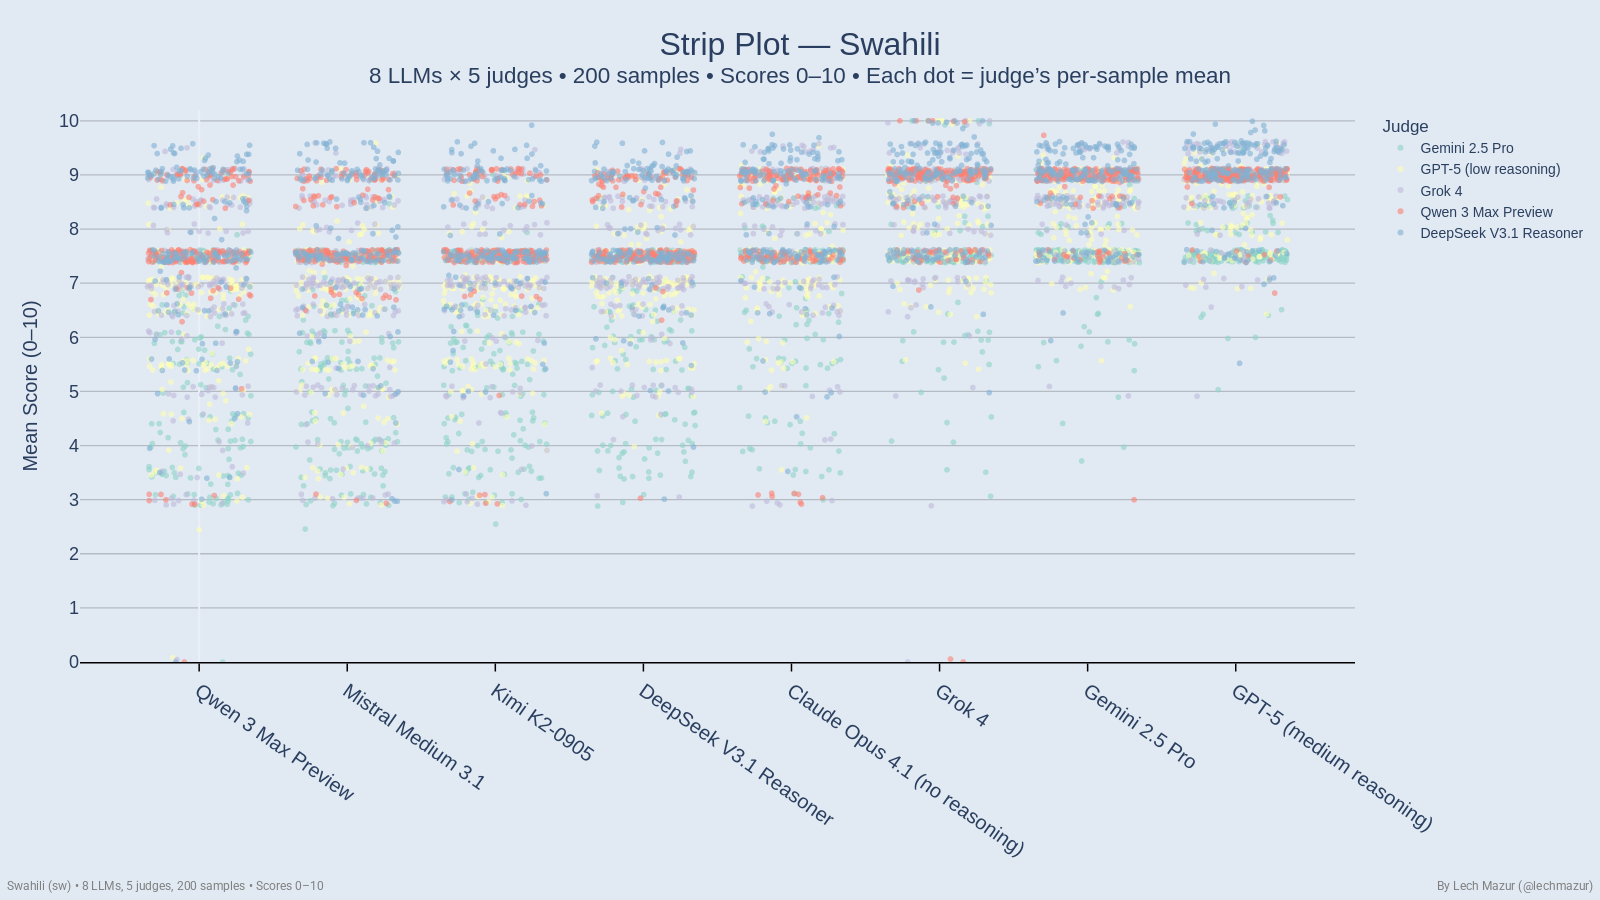 Strip Plot — Swahili
8 LLMs × 5 judges • 200 samples • Scores 0–10 • Each dot = judge’s per-sample mean
Judge
Gemini 2.5 Pro
GPT-5 (low reasoning)
Grok 4
Qwen 3 Max Preview
DeepSeek V3.1 Reasoner
Mean Score (0–10)
10
9
8
7
6
5
4
3
2
1
0
Qwen 3 Max Preview
Mistral Medium 3.1
Kimi K2-0905
DeepSeek V3.1 Reasoner
Claude Opus 4.1 (no reasoning)
Grok 4
Gemini 2.5 Pro
GPT-5 (medium reasoning)
Swahili (sw) • 8 LLMs, 5 judges, 200 samples • Scores 0–10
By Lech Mazur (@lechmazur)